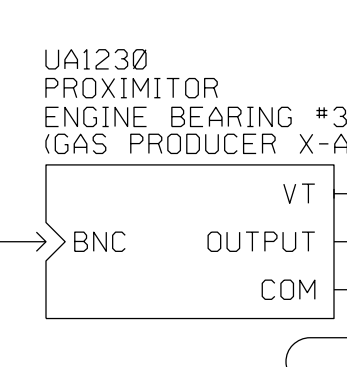 UA1230
PROXIMITOR
ENGINE BEARING #3
(GAS PRODUCER X-A
VT
BNC OUTPUT
COM